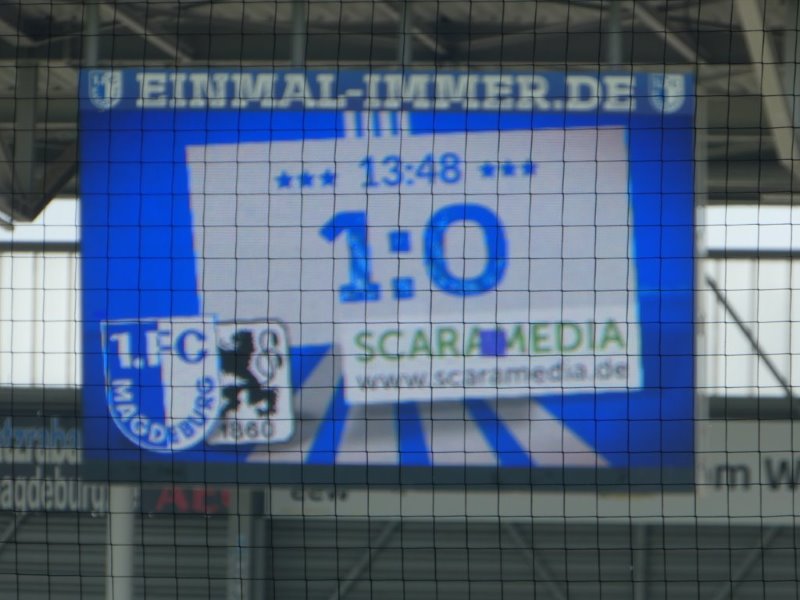 EINMAL-IMMER.DE
13:48
1:0
SCARAMEDIA
www.scaramedia.de
1.FC
MAGDEBURG
1860